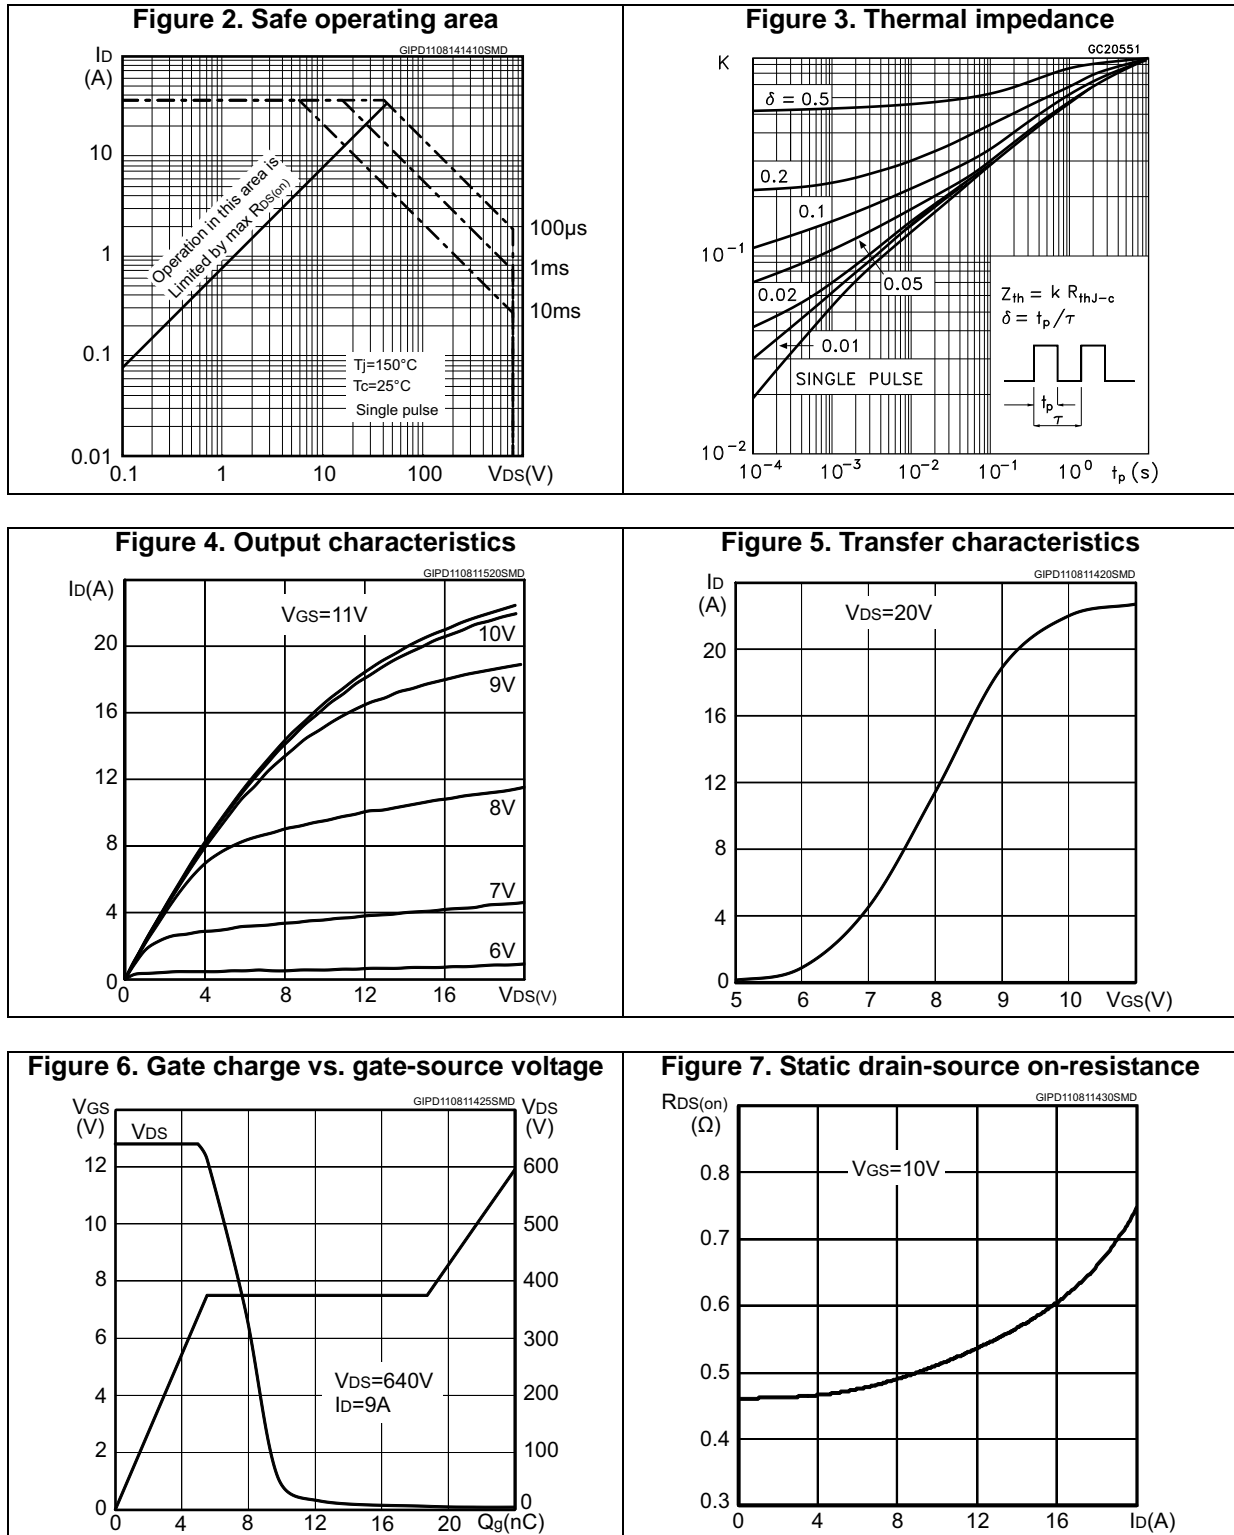 Figure 2. Safe operating area
GIPD1108141410SMD
ID
(A)
10
1
0.1
0.01
Operation in this area is
Limited by max RDS(on)
100µs
1ms
10ms
Tj=150°C
Tc=25°C
Single pulse
0.1 1 10 100 VDS(V)
Figure 3. Thermal impedance
GC20551
K
δ = 0.5
0.2
0.1
10⁻¹
0.05
0.02
0.01
SINGLE PULSE
Zth = k RthJ-c
δ = tp/τ
tp
τ
10⁻²
10⁻⁴ 10⁻³ 10⁻² 10⁻¹ 10⁰ tp (s)
Figure 4. Output characteristics
GIPD110811520SMD
ID(A)
VGS=11V
10V
9V
8V
7V
6V
20
16
12
8
4
0
0 4 8 12 16 VDS(V)
Figure 5. Transfer characteristics
GIPD110811420SMD
ID
(A)
VDS=20V
20
16
12
8
4
0
5 6 7 8 9 10 VGS(V)
Figure 6. Gate charge vs. gate-source voltage
GIPD110811425SMD
VGS
(V)
VDS
VDS
(V)
12
10
8
6
4
2
0
600
500
400
300
200
100
0
VDS=640V
ID=9A
0 4 8 12 16 20 Qg(nC)
Figure 7. Static drain-source on-resistance
GIPD110811430SMD
RDS(on)
(Ω)
VGS=10V
0.8
0.7
0.6
0.5
0.4
0.3
0 4 8 12 16 ID(A)